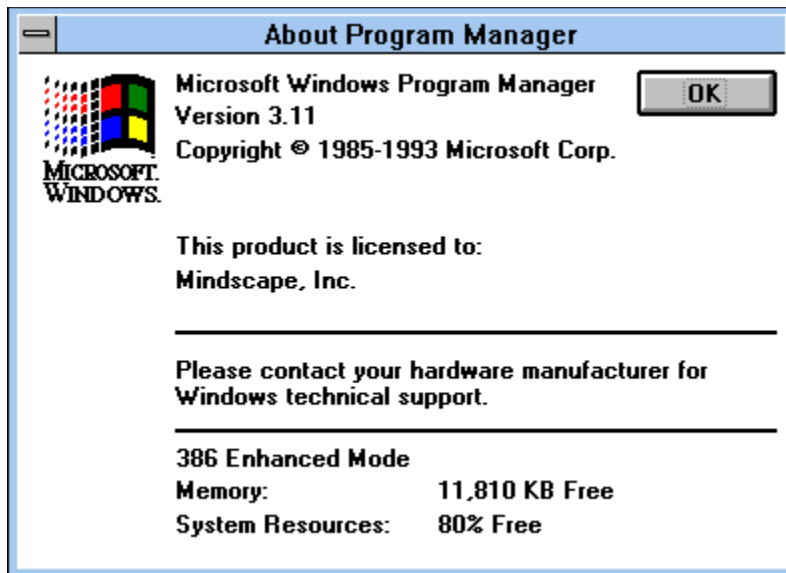 About Program Manager
Microsoft Windows Program Manager
OK
Version 3.11
Copyright © 1985-1993 Microsoft Corp.
MICROSOFT.
WINDOWS.
This product is licensed to:
Mindscape, Inc.
Please contact your hardware manufacturer for
Windows technical support.
386 Enhanced Mode
Memory: 11,810 KB Free
System Resources: 80% Free